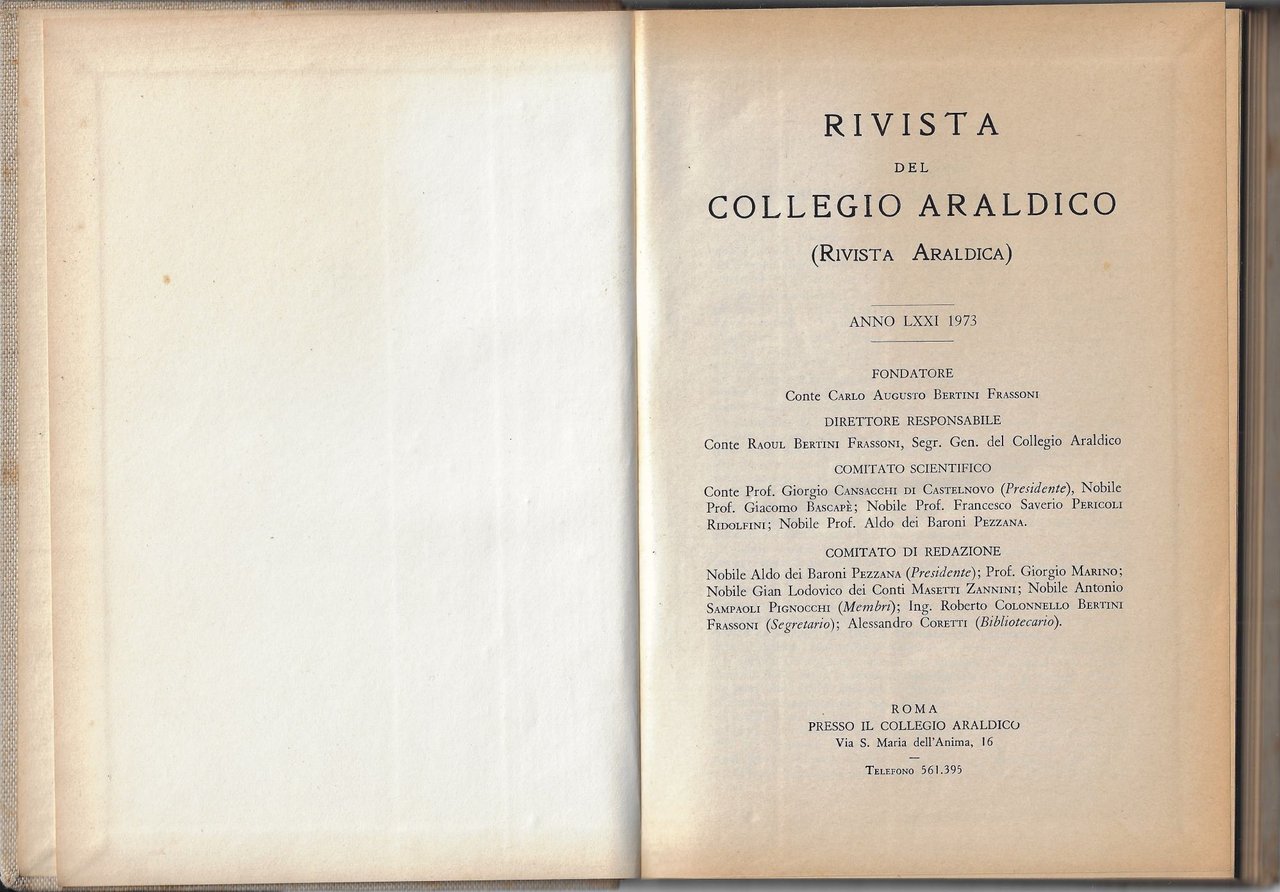 RIVISTA
DEL
COLLEGIO ARALDICO
(RIVISTA ARALDICA)
ANNO LXXI 1973
FONDATORE
Conte CARLO AUGUSTO BERTINI FRASSONI
DIRETTORE RESPONSABILE
Conte RAOUL BERTINI FRASSONI, Segr. Gen. del Collegio Araldico
COMITATO SCIENTIFICO
Conte Prof. Giorgio CANSACCHI DI CASTELNOVO (Presidente), Nobile
Prof. Giacomo BASCAPÈ; Nobile Prof. Francesco Saverio PERICOLI
RIDOLFINI; Nobile Prof. Aldo dei Baroni PEZZANA.
COMITATO DI REDAZIONE
Nobile Aldo dei Baroni PEZZANA (Presidente); Prof. Giorgio MARINO;
Nobile Gian Lodovico dei Conti MASETTI ZANNINI; Nobile Antonio
SAMPAOLI PIGNOCCHI (Membri); Ing. Roberto COLONNELLO BERTINI
FRASSONI (Segretario); Alessandro CORETTI (Bibliotecario).
ROMA
PRESSO IL COLLEGIO ARALDICO
Via S. Maria dell'Anima, 16
—
TELEFONO 561.395